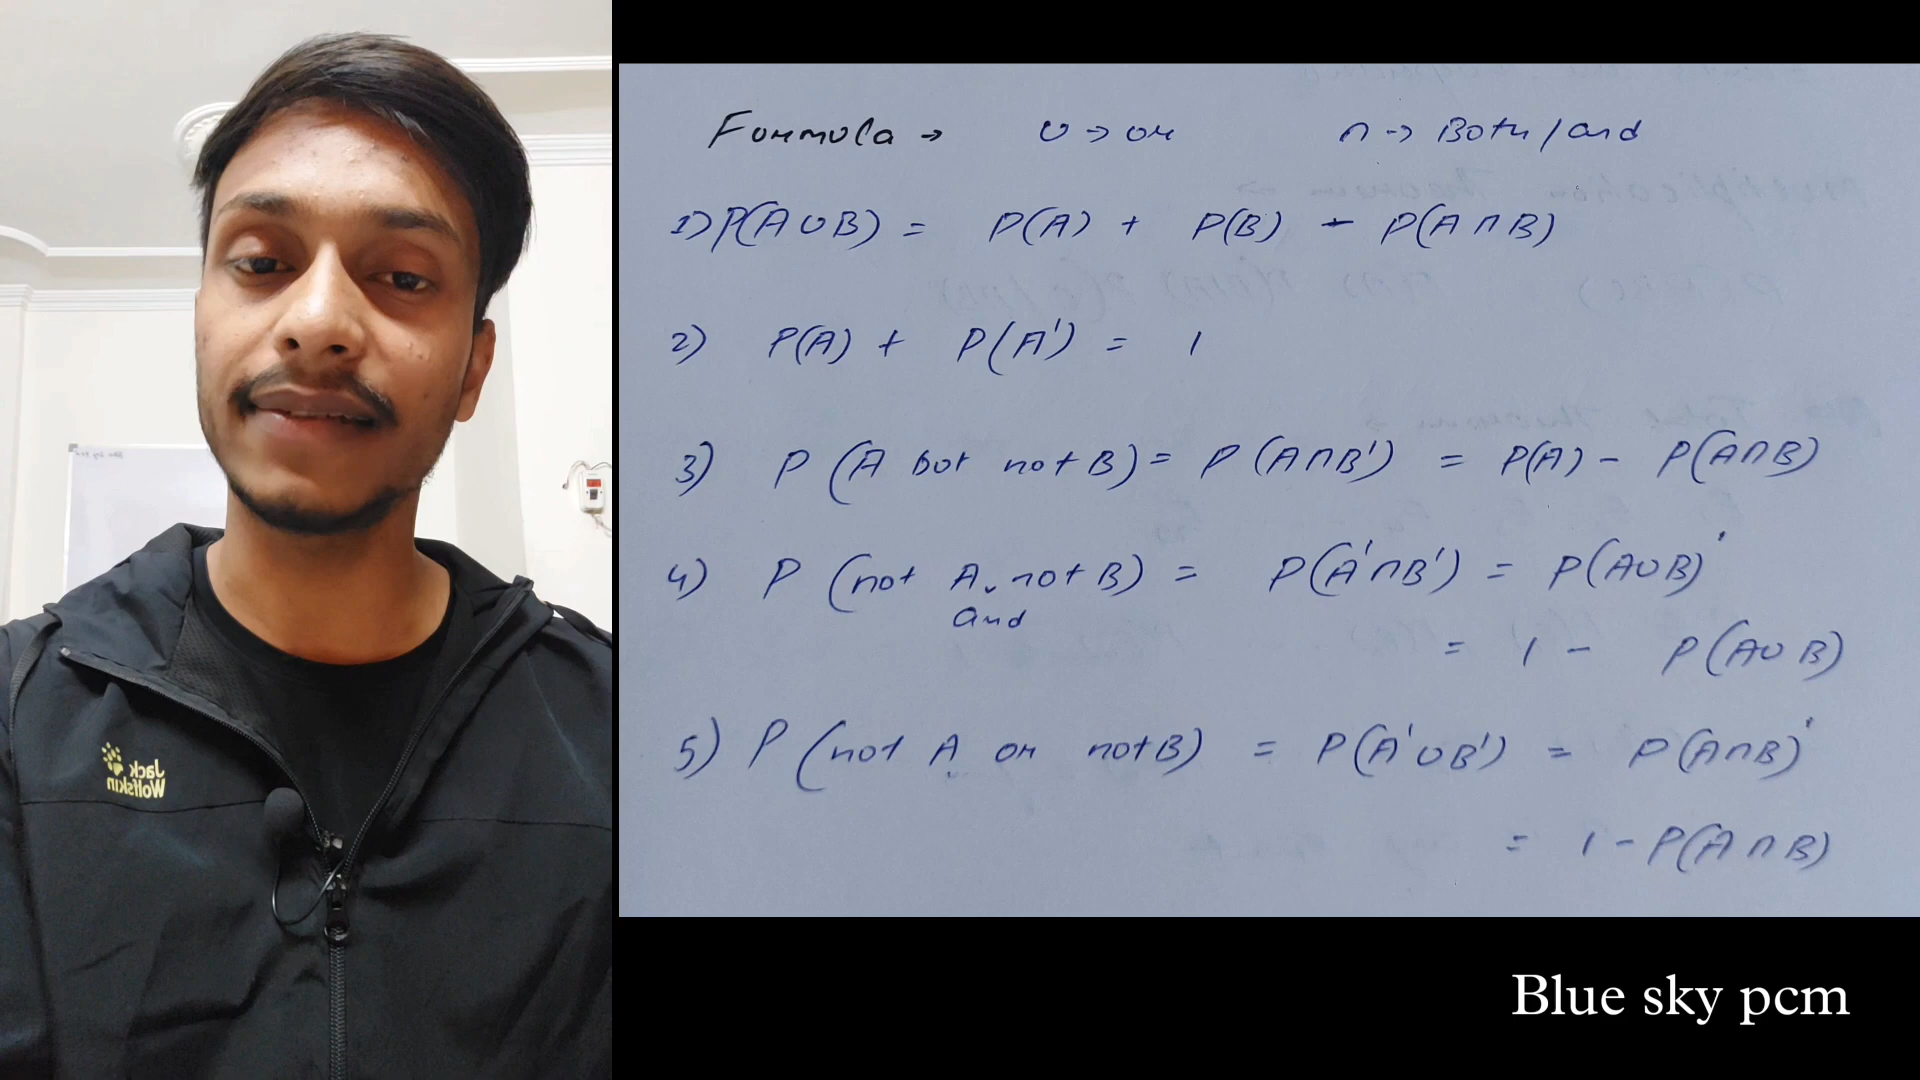 Formula → ∪ → or ∩ → Both / and
1) P(A ∪ B) = P(A) + P(B) - P(A ∩ B)
2) P(A) + P(A') = 1
3) P (A but not B) = P (A∩B') = P(A) - P(A∩B)
4) P (not A, not B) = P(A'∩B') = P(A∪B)'
and
= 1 - P(A∪B)
5) P (not A or not B) = P(A'∪B') = P(A∩B)'
= 1 - P(A∩B)
Jack
Wolfskin
Blue sky pcm